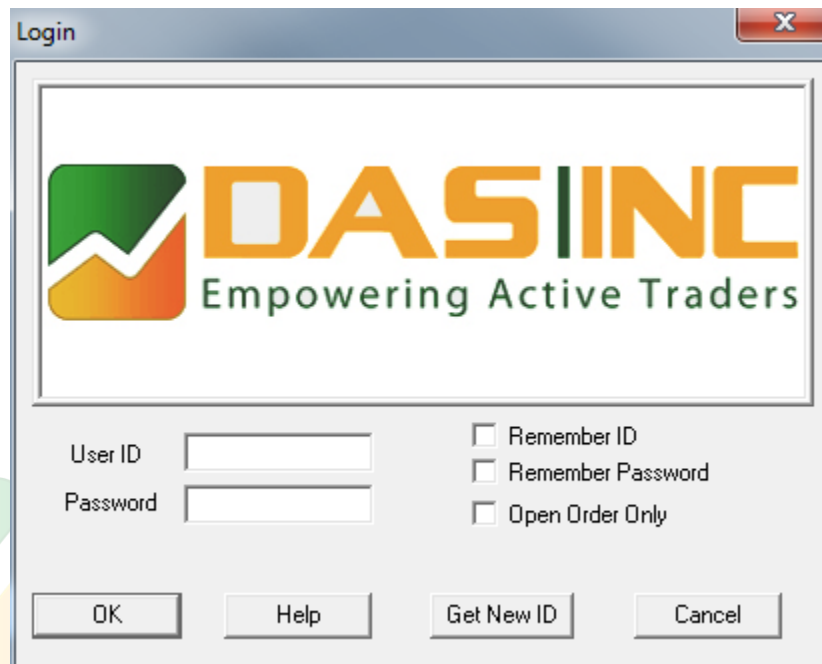 Login
DAS|INC
Empowering Active Traders
User ID
Password
Remember ID
Remember Password
Open Order Only
OK Help Get New ID Cancel